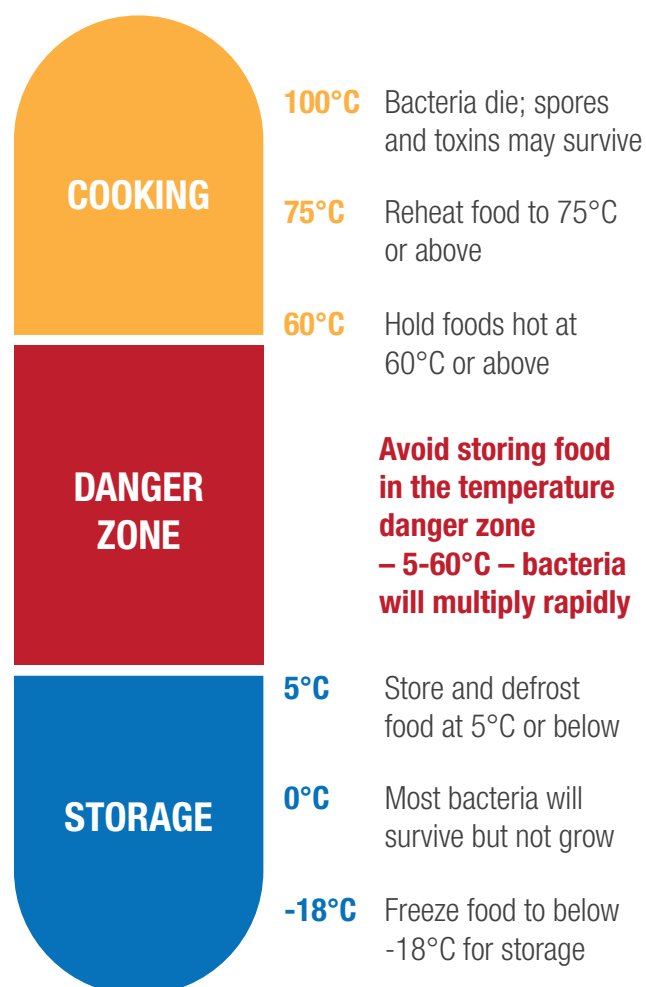 COOKING
100°C Bacteria die; spores
and toxins may survive
75°C Reheat food to 75°C
or above
60°C Hold foods hot at
60°C or above
DANGER
ZONE
Avoid storing food
in the temperature
danger zone
– 5-60°C – bacteria
will multiply rapidly
STORAGE
5°C Store and defrost
food at 5°C or below
0°C Most bacteria will
survive but not grow
-18°C Freeze food to below
-18°C for storage